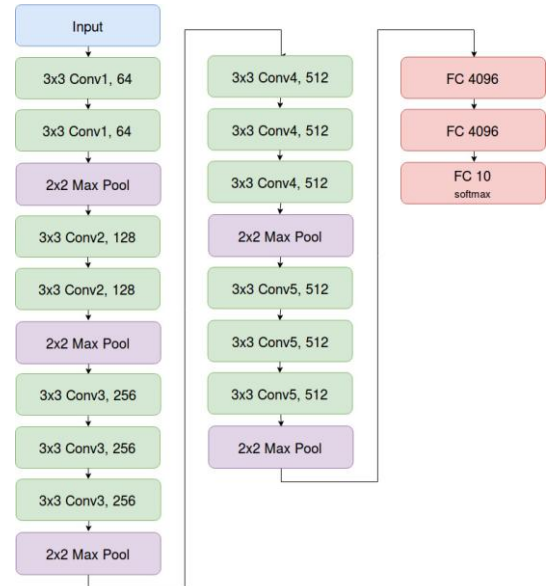 Input
3x3 Conv1, 64
3x3 Conv1, 64
2x2 Max Pool
3x3 Conv2, 128
3x3 Conv2, 128
2x2 Max Pool
3x3 Conv3, 256
3x3 Conv3, 256
3x3 Conv3, 256
2x2 Max Pool
3x3 Conv4, 512
3x3 Conv4, 512
3x3 Conv4, 512
2x2 Max Pool
3x3 Conv5, 512
3x3 Conv5, 512
3x3 Conv5, 512
2x2 Max Pool
FC 4096
FC 4096
FC 10
softmax